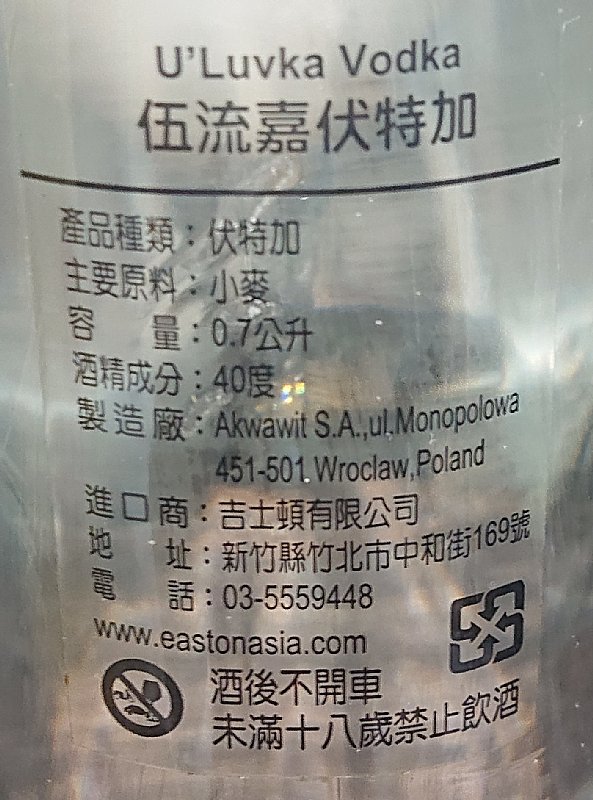 U'Luvka Vodka
伍流嘉伏特加
產品種類：伏特加
主要原料：小麥
容　　量：0.7公升
酒精成分：40度
製造廠：Akwawit S.A.,ul.Monopolowa
451-501.Wroclaw,Poland
進口商：吉士頓有限公司
地　　址：新竹縣竹北市中和街169號
電　　話：03-5559448
www.eastonasia.com
酒後不開車
未滿十八歲禁止飲酒